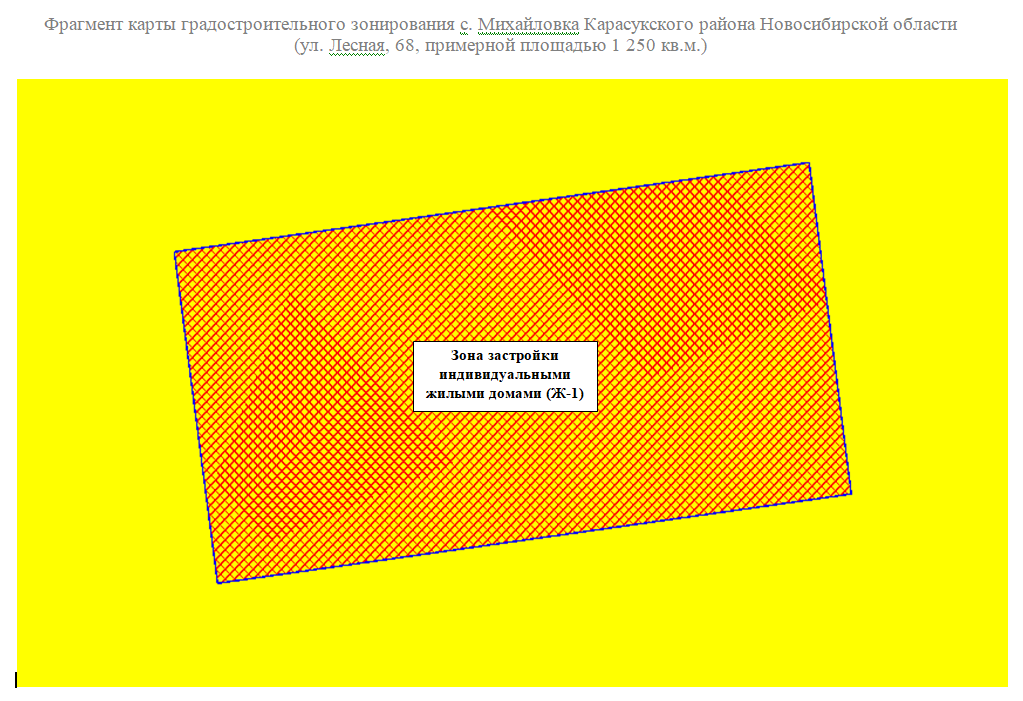 Фрагмент карты градостроительного зонирования с. Михайловка Карасукского района Новосибирской области
(ул. Лесная, 68, примерной площадью 1 250 кв.м.)
Зона застройки
индивидуальными
жилыми домами (Ж-1)